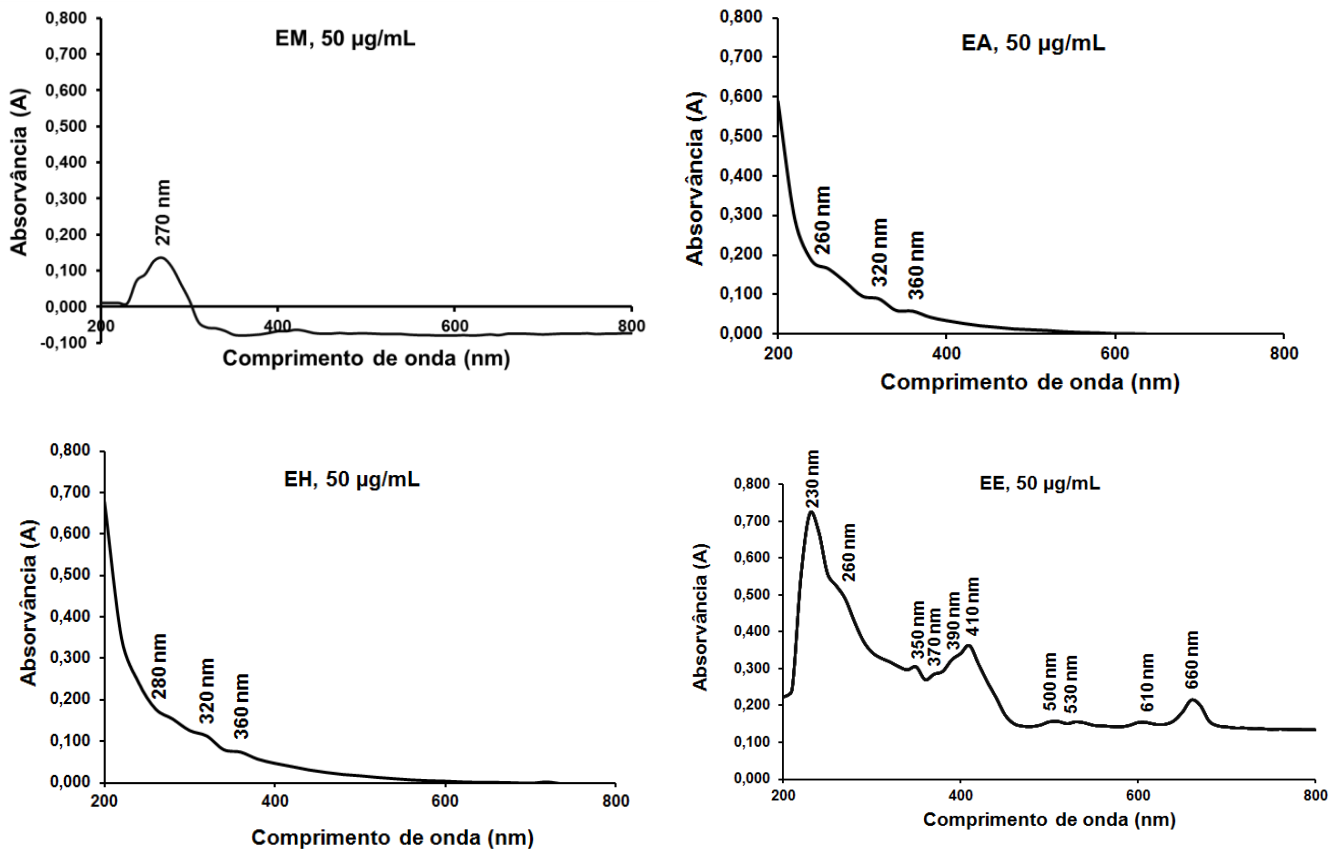 EM, 50 µg/mL
Absorvância (A)
0,800
0,700
0,600
0,500
0,400
0,300
0,200
0,100
0,000
-0,100
270 nm
200
400
600
800
Comprimento de onda (nm)
EA, 50 µg/mL
Absorvância (A)
0,800
0,700
0,600
0,500
0,400
0,300
0,200
0,100
0,000
260 nm
320 nm
360 nm
200
400
600
800
Comprimento de onda (nm)
EH, 50 µg/mL
Absorvância (A)
0,800
0,700
0,600
0,500
0,400
0,300
0,200
0,100
0,000
280 nm
320 nm
360 nm
200
400
600
800
Comprimento de onda (nm)
EE, 50 µg/mL
Absorvância (A)
0,800
0,700
0,600
0,500
0,400
0,300
0,200
0,100
0,000
230 nm
260 nm
350 nm
370 nm
390 nm
410 nm
500 nm
530 nm
610 nm
660 nm
200
400
600
800
Comprimento de onda (nm)